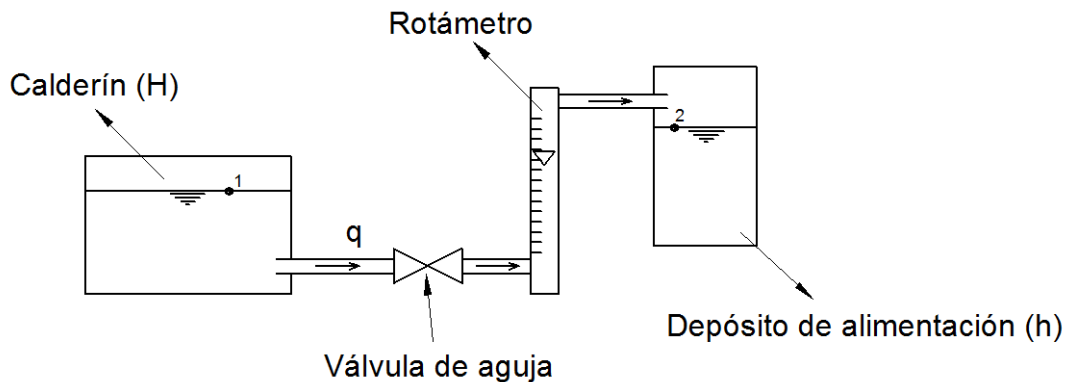 Rotámetro
Calderín (H)
2
1
q
Depósito de alimentación (h)
Válvula de aguja